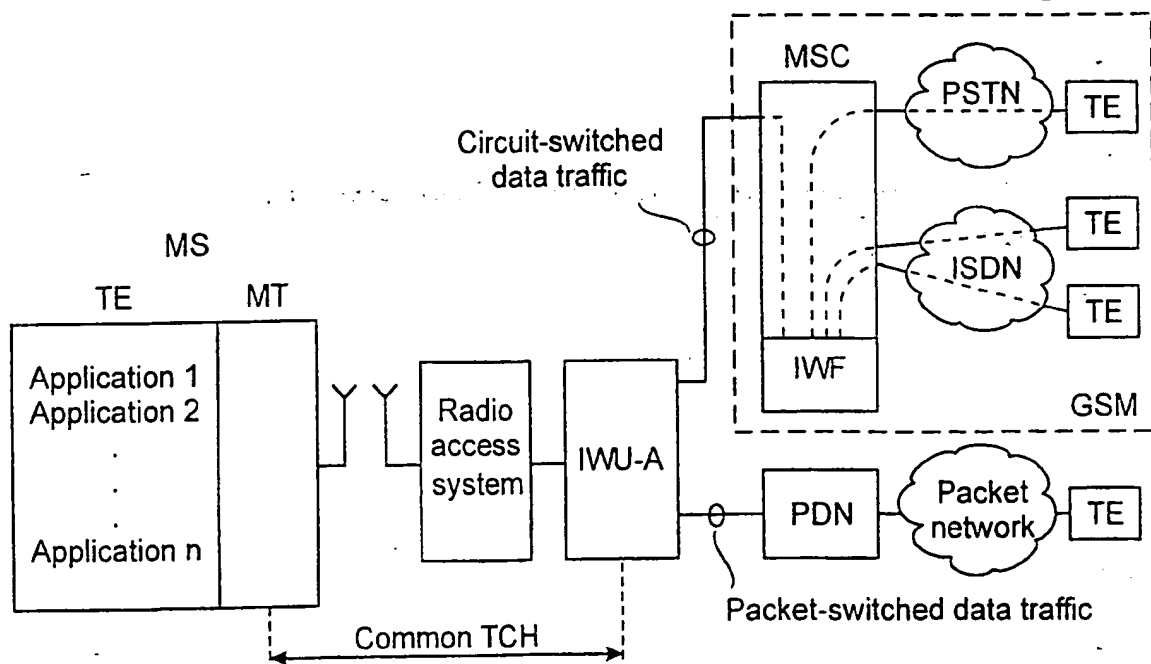 MSC
PSTN
TE
Circuit-switched
data traffic
TE
MS
ISDN
TE
MT
TE
IWF
Application 1
Application 2
.
.
.
Application n
Radio
access
system
IWU-A
GSM
PDN
Packet
network
TE
Packet-switched data traffic
Common TCH